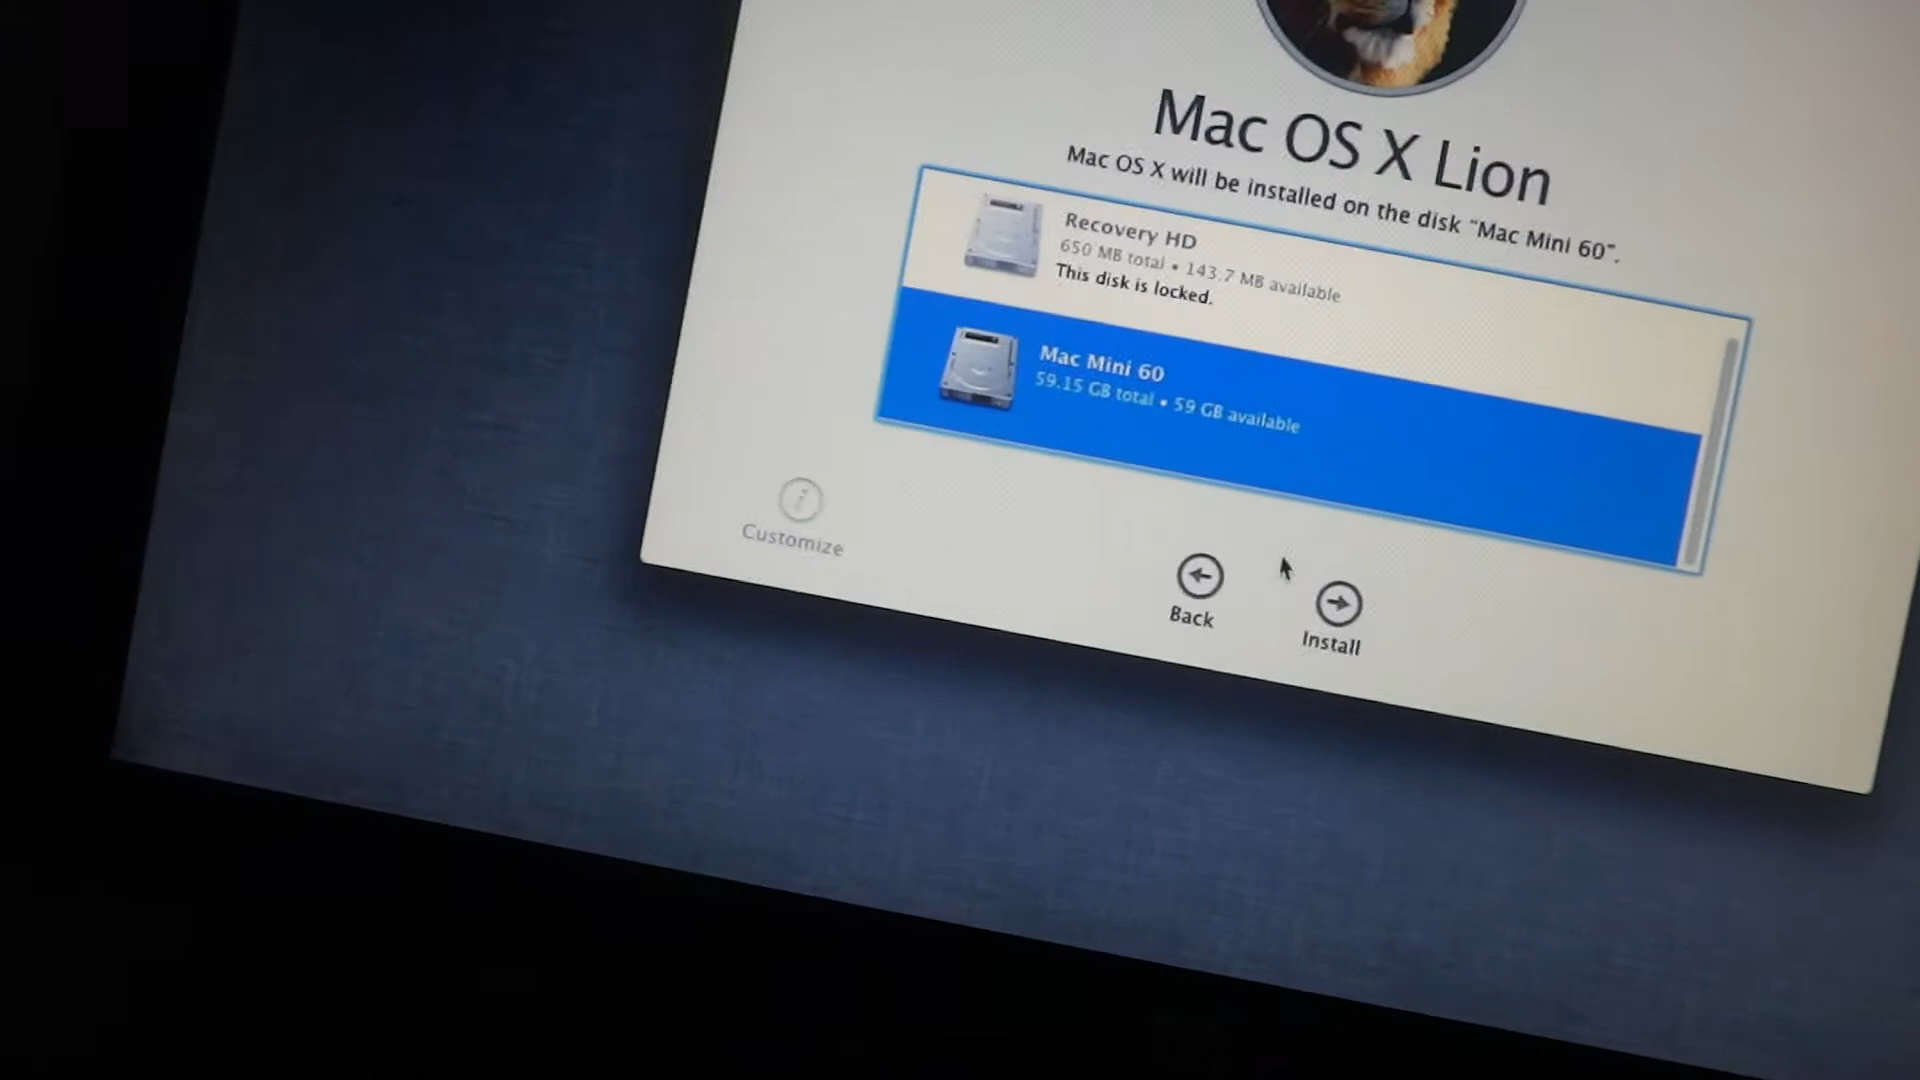 Mac OS X Lion
Mac OS X will be installed on the disk "Mac Mini 60".
Recovery HD
650 MB total • 143.7 MB available
This disk is locked.
Mac Mini 60
59.15 GB total • 59 GB available
Customize
Back
Install